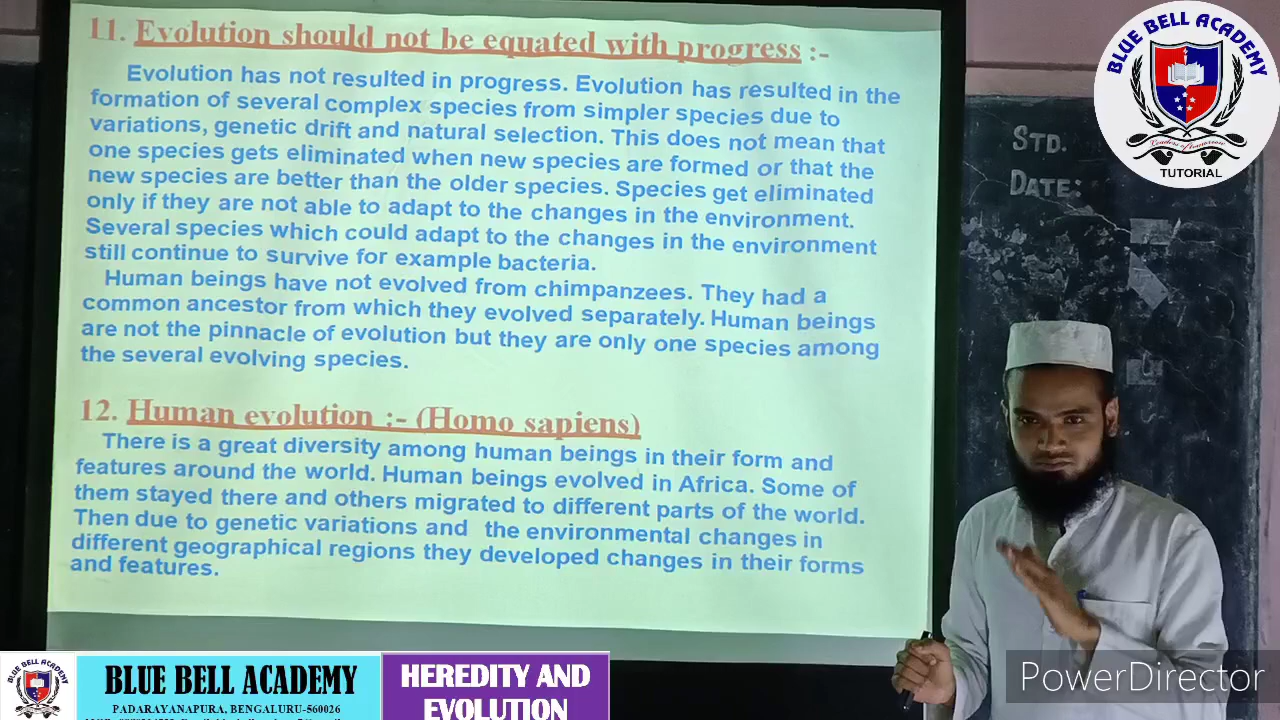 11. Evolution should not be equated with progress :-
Evolution has not resulted in progress. Evolution has resulted in the
formation of several complex species from simpler species due to
variations, genetic drift and natural selection. This does not mean that
one species gets eliminated when new species are formed or that the
new species are better than the older species. Species get eliminated
only if they are not able to adapt to the changes in the environment.
Several species which could adapt to the changes in the environment
still continue to survive for example bacteria.
Human beings have not evolved from chimpanzees. They had a
common ancestor from which they evolved separately. Human beings
are not the pinnacle of evolution but they are only one species among
the several evolving species.
12. Human evolution :- (Homo sapiens)
There is a great diversity among human beings in their form and
features around the world. Human beings evolved in Africa. Some of
them stayed there and others migrated to different parts of the world.
Then due to genetic variations and the environmental changes in
different geographical regions they developed changes in their forms
and features.
BLUE BELL ACADEMY
Leaders of tomorrow
TUTORIAL
STD.
DATE:
PowerDirector
BLUE BELL ACADEMY
BLUE BELL ACADEMY
PADARAYANAPURA, BENGALURU-560026
HEREDITY AND
EVOLUTION